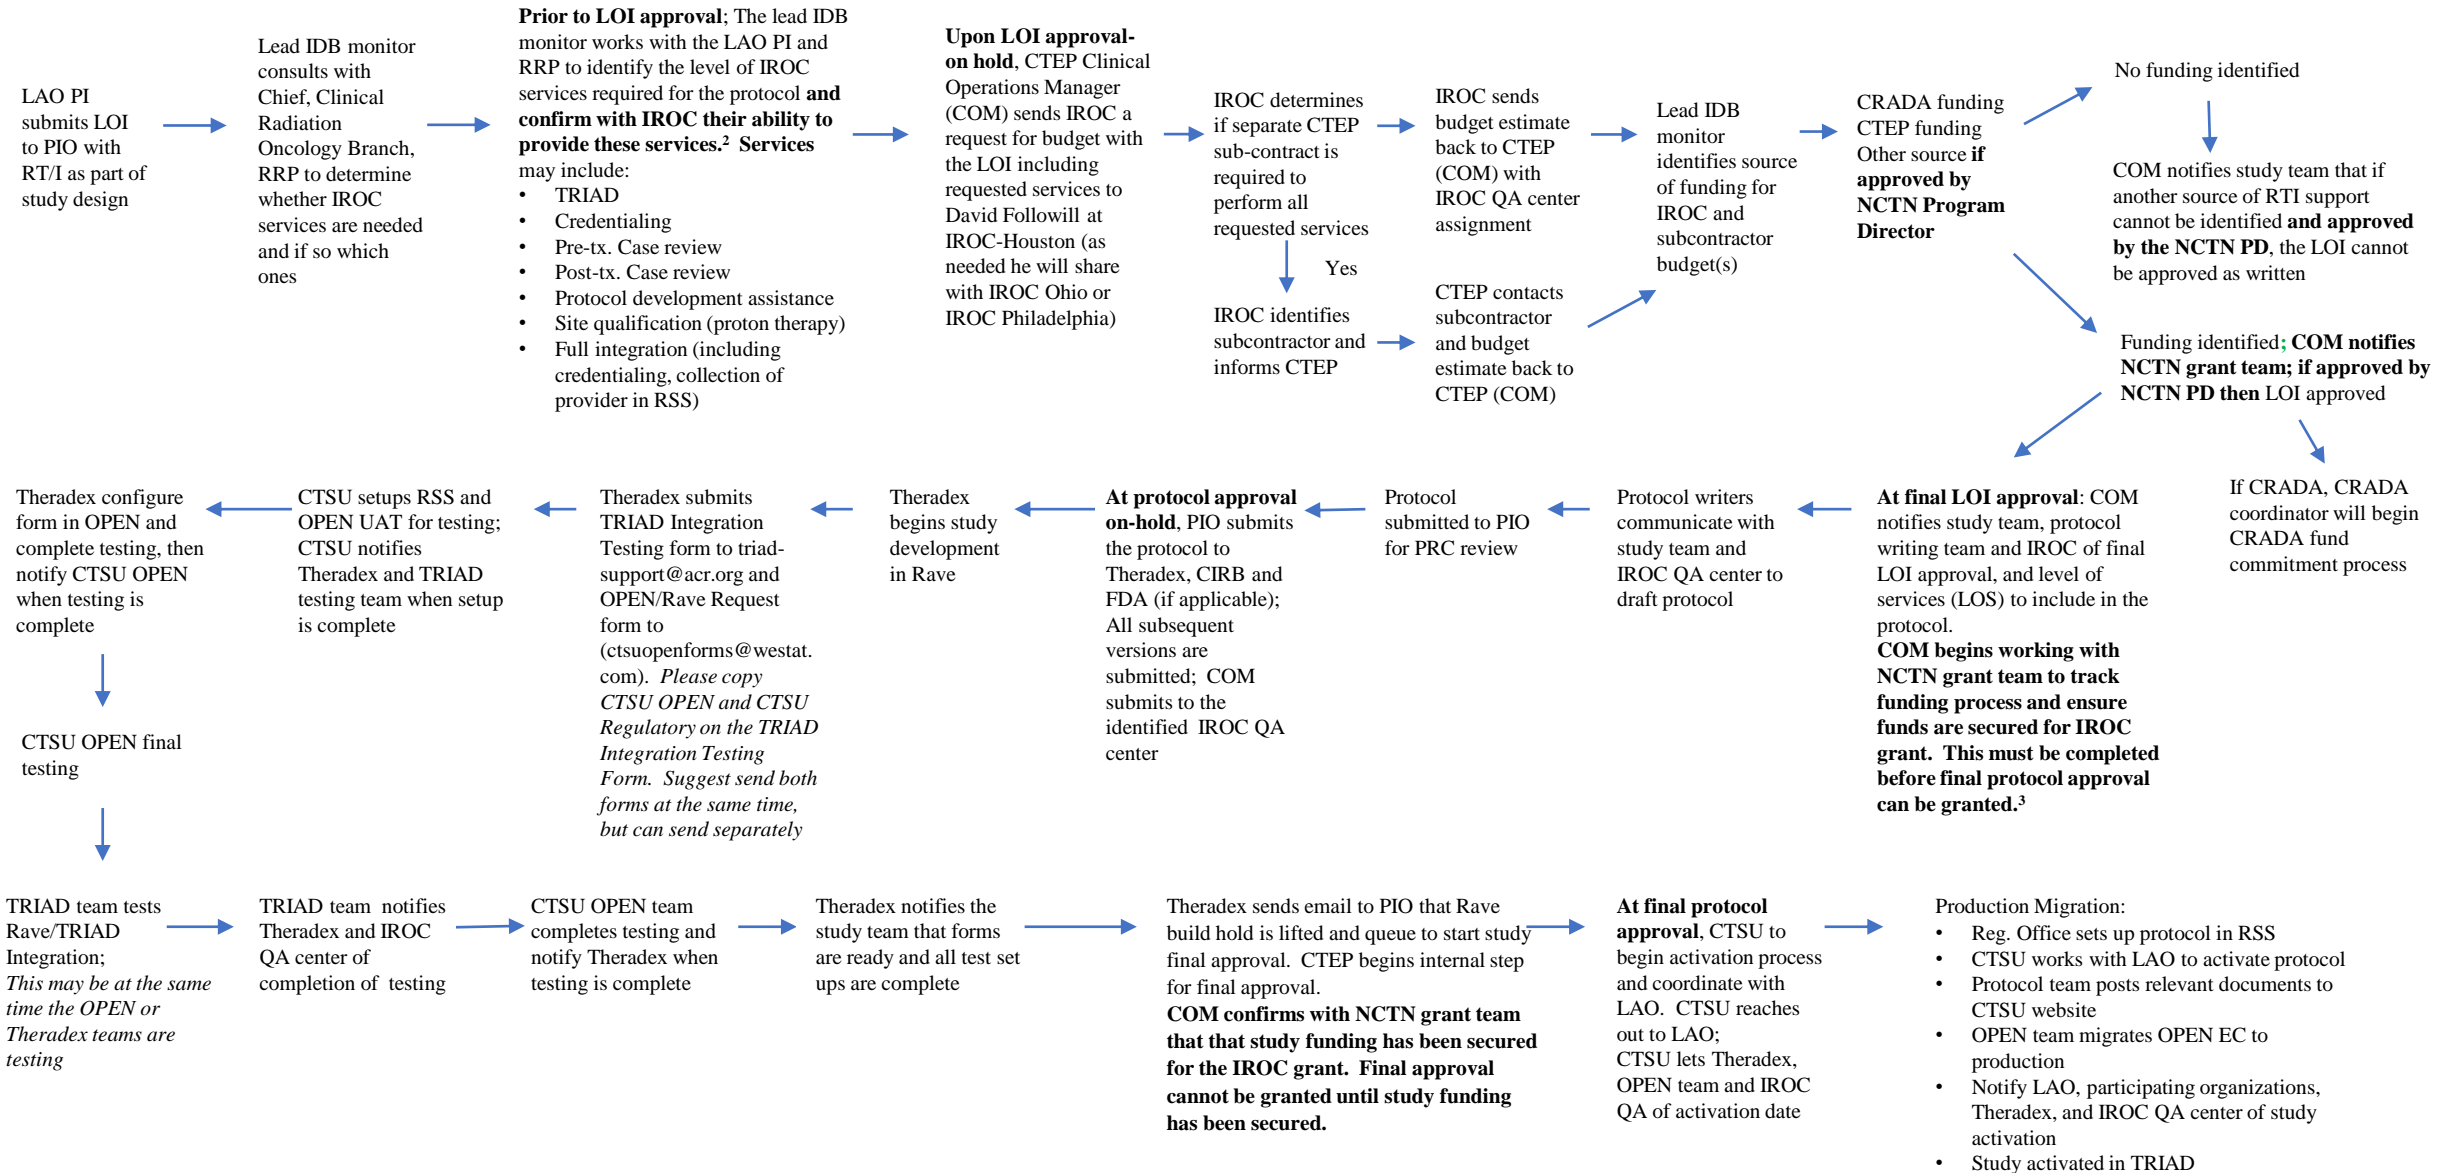 LAO PI
submits LOI
to PIO with
RT/I as part of
study design
Lead IDB monitor
consults with
Chief, Clinical
Radiation
Oncology Branch,
RRP to determine
whether IROC
services are needed
and if so which
ones
Prior to LOI approval; The lead IDB
monitor works with the LAO PI and
RRP to identify the level of IROC
services required for the protocol and
confirm with IROC their ability to
provide these services.² Services
may include:
• TRIAD
• Credentialing
• Pre-tx. Case review
• Post-tx. Case review
• Protocol development assistance
• Site qualification (proton therapy)
• Full integration (including
credentialing, collection of
provider in RSS)
Upon LOI approval-
on hold, CTEP Clinical
Operations Manager
(COM) sends IROC a
request for budget with
the LOI including
requested services to
David Followill at
IROC-Houston (as
needed he will share
with IROC Ohio or
IROC Philadelphia)
IROC determines
if separate CTEP
sub-contract is
required to
perform all
requested services
Yes
IROC identifies
subcontractor and
informs CTEP
IROC sends
budget estimate
back to CTEP
(COM) with
IROC QA center
assignment
CTEP contacts
subcontractor
and budget
estimate back to
CTEP (COM)
Lead IDB
monitor
identifies source
of funding for
IROC and
subcontractor
budget(s)
CRADA funding
CTEP funding
Other source if
approved by
NCTN Program
Director
No funding identified
COM notifies study team that if
another source of RTI support
cannot be identified and approved
by the NCTN PD, the LOI cannot
be approved as written
Funding identified; COM notifies
NCTN grant team; if approved by
NCTN PD then LOI approved
If CRADA, CRADA
coordinator will begin
CRADA fund
commitment process
At final LOI approval: COM
notifies study team, protocol
writing team and IROC of final
LOI approval, and level of
services (LOS) to include in the
protocol.
COM begins working with
NCTN grant team to track
funding process and ensure
funds are secured for IROC
grant. This must be completed
before final protocol approval
can be granted.³
Protocol writers
communicate with
study team and
IROC QA center to
draft protocol
Protocol
submitted to PIO
for PRC review
At protocol approval
on-hold, PIO submits
the protocol to
Theradex, CIRB and
FDA (if applicable);
All subsequent
versions are
submitted; COM
submits to the
identified IROC QA
center
Theradex
begins study
development
in Rave
Theradex submits
TRIAD Integration
Testing form to triad-
support@acr.org and
OPEN/Rave Request
form to
(ctsuopenforms@westat.
com). Please copy
CTSU OPEN and CTSU
Regulatory on the TRIAD
Integration Testing
Form. Suggest send both
forms at the same time,
but can send separately
CTSU setups RSS and
OPEN UAT for testing;
CTSU notifies
Theradex and TRIAD
testing team when setup
is complete
Theradex configure
form in OPEN and
complete testing, then
notify CTSU OPEN
when testing is
complete
CTSU OPEN final
testing
TRIAD team tests
Rave/TRIAD
Integration;
This may be at the same
time the OPEN or
Theradex teams are
testing
TRIAD team notifies
Theradex and IROC
QA center of
completion of testing
CTSU OPEN team
completes testing and
notify Theradex when
testing is complete
Theradex notifies the
study team that forms
are ready and all test set
ups are complete
Theradex sends email to PIO that Rave
build hold is lifted and queue to start study
final approval. CTEP begins internal step
for final approval.
COM confirms with NCTN grant team
that that study funding has been secured
for the IROC grant. Final approval
cannot be granted until study funding
has been secured.
At final protocol
approval, CTSU to
begin activation process
and coordinate with
LAO. CTSU reaches
out to LAO;
CTSU lets Theradex,
OPEN team and IROC
QA of activation date
Production Migration:
• Reg. Office sets up protocol in RSS
• CTSU works with LAO to activate protocol
• Protocol team posts relevant documents to
CTSU website
• OPEN team migrates OPEN EC to
production
• Notify LAO, participating organizations,
Theradex, and IROC QA center of study
activation
• Study activated in TRIAD